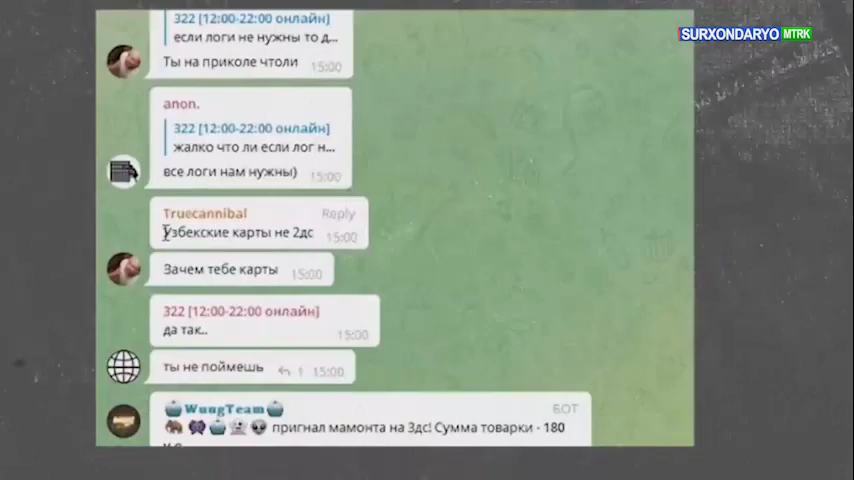 SURXONDARYO MTRK
322 [12:00-22:00 онлайн]
если логи не нужны то д...
Ты на приколе чтоли 15:00
anon.
322 [12:00-22:00 онлайн]
жалко что ли если лог н...
все логи нам нужны) 15:00
Truecannibal Reply
Узбекские карты не 2дс 15:00
Зачем тебе карты 15:00
322 [12:00-22:00 онлайн]
да так.. 15:00
ты не поймешь 1 15:00
WungTeam БОТ
пригнал мамонта на 3дс! Сумма товарки - 180